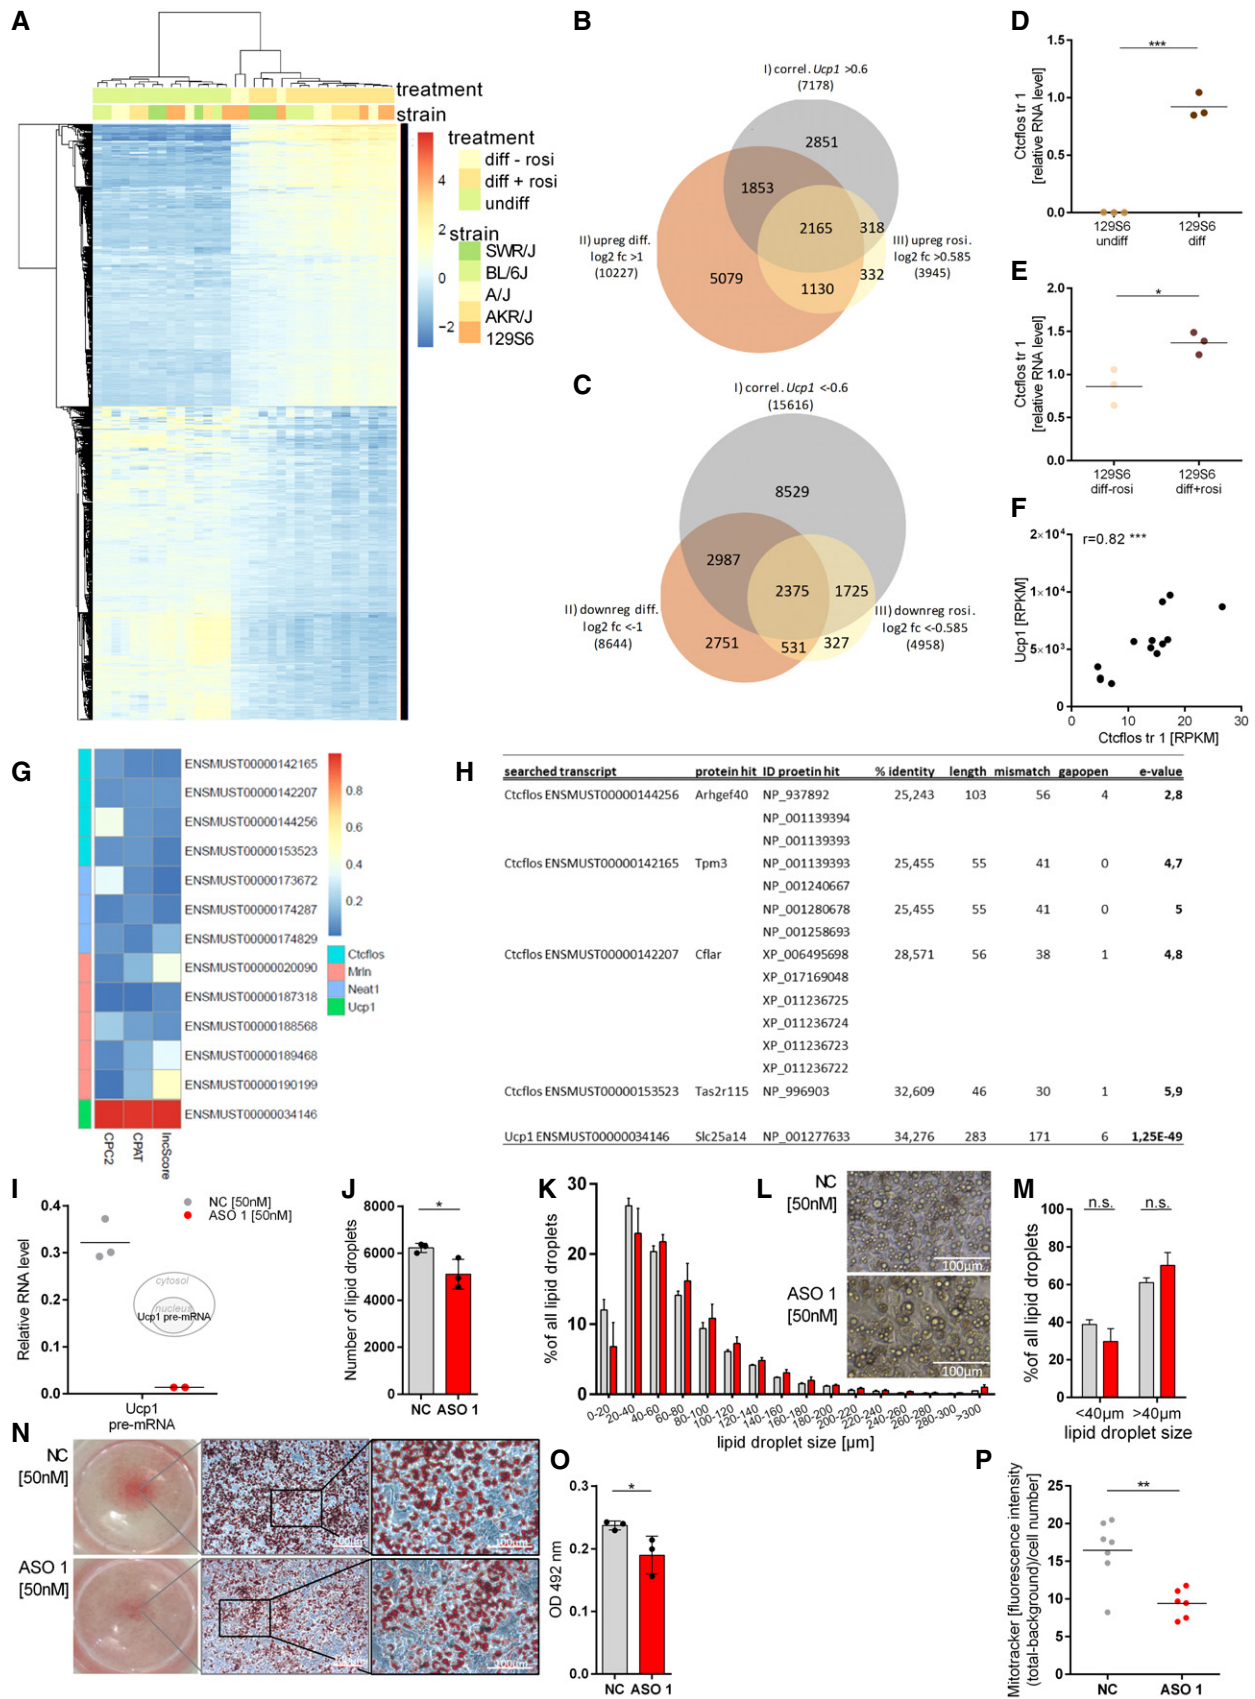 A
treatment
strain
treatment
diff - rosi
diff + rosi
undiff
strain
SWR/J
BL/6J
A/J
AKR/J
129S6
4
2
0
−2
B
I) correl. Ucp1 >0.6
(7178)
2851
1853
2165
318
II) upreg diff.
log2 fc >1
(10227)
III) upreg rosi.
log2 fc >0.585
(3945)
5079
1130
332
C
I) correl. Ucp1 <-0.6
(15616)
8529
2987
2375
1725
II) downreg diff.
log2 fc <-1
(8644)
III) downreg rosi.
log2 fc <-0.585
(4958)
2751
531
327
D
Ctcflos tr 1
[relative RNA level]
1.5
1.0
0.5
0.0
***
129S6
undiff
129S6
diff
E
Ctcflos tr 1
[relative RNA level]
2.0
1.5
1.0
0.5
0.0
*
129S6
diff-rosi
129S6
diff+rosi
F
r=0.82 ***
Ucp1 [RPKM]
2×10⁴
1×10⁴
5×10³
0
0 10 20 30
Ctcflos tr 1 [RPKM]
G
ENSMUST00000142165
ENSMUST00000142207
ENSMUST00000144256
ENSMUST00000153523
ENSMUST00000173672
ENSMUST00000174287
ENSMUST00000174829
ENSMUST00000020090
ENSMUST00000187318
ENSMUST00000188568
ENSMUST00000189468
ENSMUST00000190199
ENSMUST00000034146
CPC2
CPAT
lncScore
0.8
0.6
0.4
0.2
Ctcflos
Mrln
Neat1
Ucp1
H
searched transcript protein hit ID proetin hit % identity length mismatch gapopen e-value
Ctcflos ENSMUST00000144256 Arhgef40 NP_937892 25,243 103 56 4 2,8
NP_001139394
NP_001139393
Ctcflos ENSMUST00000142165 Tpm3 NP_001139393 25,455 55 41 0 4,7
NP_001240667
NP_001280678 25,455 55 41 0 5
NP_001258693
Ctcflos ENSMUST00000142207 Cflar XP_006495698 28,571 56 38 1 4,8
XP_017169048
XP_011236725
XP_011236724
XP_011236723
XP_011236722
Ctcflos ENSMUST00000153523 Tas2r115 NP_996903 32,609 46 30 1 5,9
Ucp1 ENSMUST00000034146 Slc25a14 NP_001277633 34,276 283 171 6 1,25E-49
I
NC [50nM]
ASO 1 [50nM]
Relative RNA level
0.4
0.3
0.2
0.1
0.0
cytosol
nucleus
Ucp1 pre-mRNA
Ucp1
pre-mRNA
J
Number of lipid droplets
8000
6000
4000
2000
0
*
NC ASO 1
K
%of all lipid droplets
30
20
10
0
0-20
20-40
40-60
60-80
80-100
100-120
120-140
140-160
160-180
180-200
200-220
220-240
240-260
260-280
280-300
>300
lipid droplet size [µm]
L
NC
[50nM]
100µm
ASO 1
[50nM]
100µm
M
%of all lipid droplets
100
80
60
40
20
0
n.s. n.s.
<40µm >40µm
lipid droplet size
N
NC
[50nM]
200µm
100µm
ASO 1
[50nM]
100µm
O
OD 492 nm
0.3
0.2
0.1
0.0
*
NC ASO 1
P
Mitotracker [fluorescence intensity
(total-background)/cell number]
25
20
15
10
5
0
**
NC ASO 1